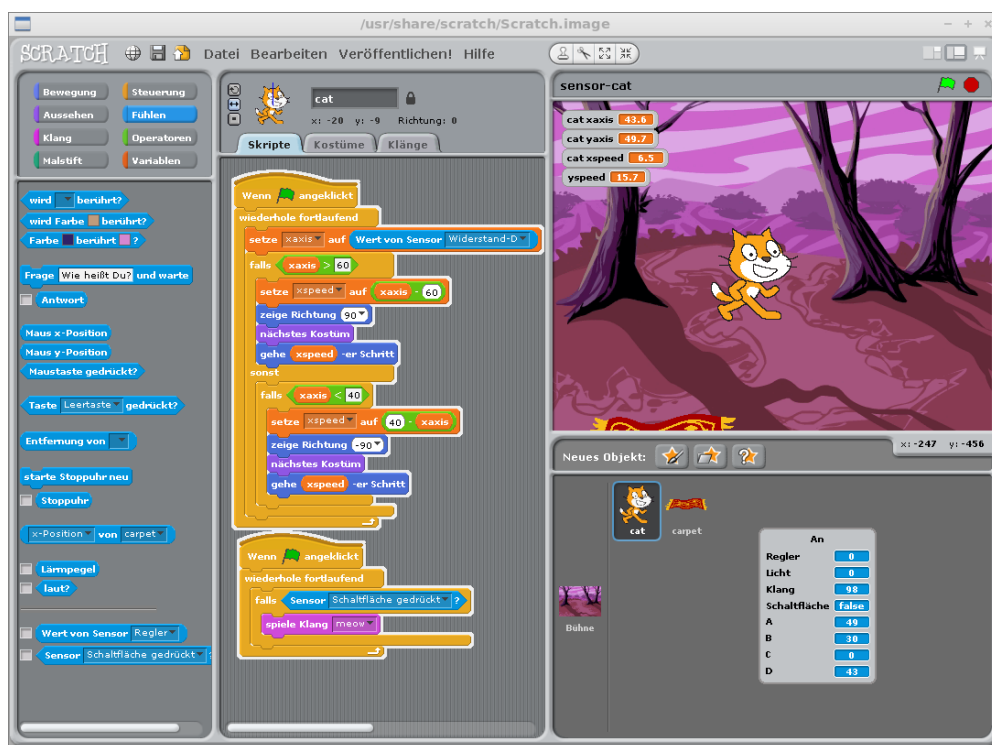 /usr/share/scratch/Scratch.image
SCRATCH Datei Bearbeiten Veröffentlichen! Hilfe
Bewegung Steuerung
Aussehen Fühlen
Klang Operatoren
Malstift Variablen
wird berührt?
wird Farbe berührt?
Farbe berührt ?
Frage Wie heißt Du? und warte
Antwort
Maus x-Position
Maus y-Position
Maustaste gedrückt?
Taste Leertaste gedrückt?
Entfernung von
starte Stoppuhr neu
Stoppuhr
x-Position von carpet
Lärmpegel
laut?
Wert von Sensor Regler
Sensor Schaltfläche gedrückt ?
cat
x: -20 y: -9 Richtung: 0
Skripte Kostüme Klänge
Wenn angeklickt
wiederhole fortlaufend
setze xaxis auf Wert von Sensor Widerstand-D
falls xaxis > 60
setze xspeed auf xaxis - 60
zeige Richtung 90
nächstes Kostüm
gehe xspeed -er Schritt
sonst
falls xaxis < 40
setze xspeed auf 40 - xaxis
zeige Richtung -90
nächstes Kostüm
gehe xspeed -er Schritt
Wenn angeklickt
wiederhole fortlaufend
falls Sensor Schaltfläche gedrückt ?
spiele Klang meow
sensor-cat
cat xaxis 43.6
cat yaxis 49.7
cat xspeed 6.5
yspeed 15.7
x: -247 y: -456
Neues Objekt:
cat carpet
Bühne
An
Regler 0
Licht 0
Klang 98
Schaltfläche false
A 49
B 30
C 0
D 43